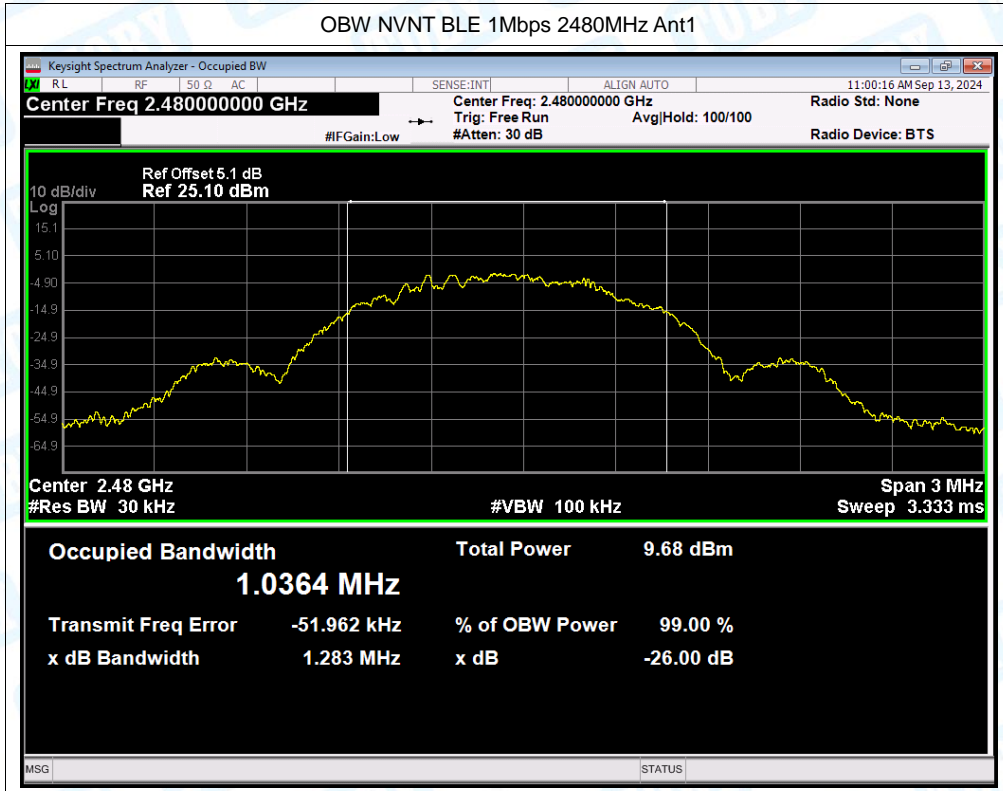 OBW NVNT BLE 1Mbps 2480MHz Ant1
Keysight Spectrum Analyzer - Occupied BW
LXI RL RF 50 Ω AC SENSE:INT ALIGN AUTO 11:00:16 AM Sep 13, 2024
Center Freq 2.480000000 GHz Center Freq: 2.480000000 GHz Radio Std: None
Trig: Free Run Avg|Hold: 100/100
#IFGain:Low #Atten: 30 dB Radio Device: BTS
Ref Offset 5.1 dB
10 dB/div Ref 25.10 dBm
Log
15.1
5.10
-4.90
-14.9
-24.9
-34.9
-44.9
-54.9
-64.9
Center 2.48 GHz Span 3 MHz
#Res BW 30 kHz #VBW 100 kHz Sweep 3.333 ms
Occupied Bandwidth Total Power 9.68 dBm
1.0364 MHz
Transmit Freq Error -51.962 kHz % of OBW Power 99.00 %
x dB Bandwidth 1.283 MHz x dB -26.00 dB
MSG STATUS